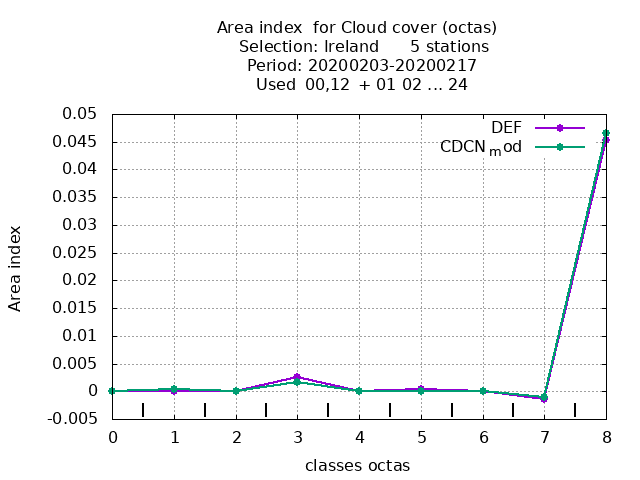 Area index  for Cloud cover (octas)
Selection: Ireland      5 stations
Period: 20200203-20200217
Used  00,12  + 01 02 ... 24
0.05
0.045
0.04
0.035
0.03
0.025
0.02
0.015
0.01
0.005
0
-0.005
Area index
DEF
CDCNmod
0 1 2 3 4 5 6 7 8
classes octas